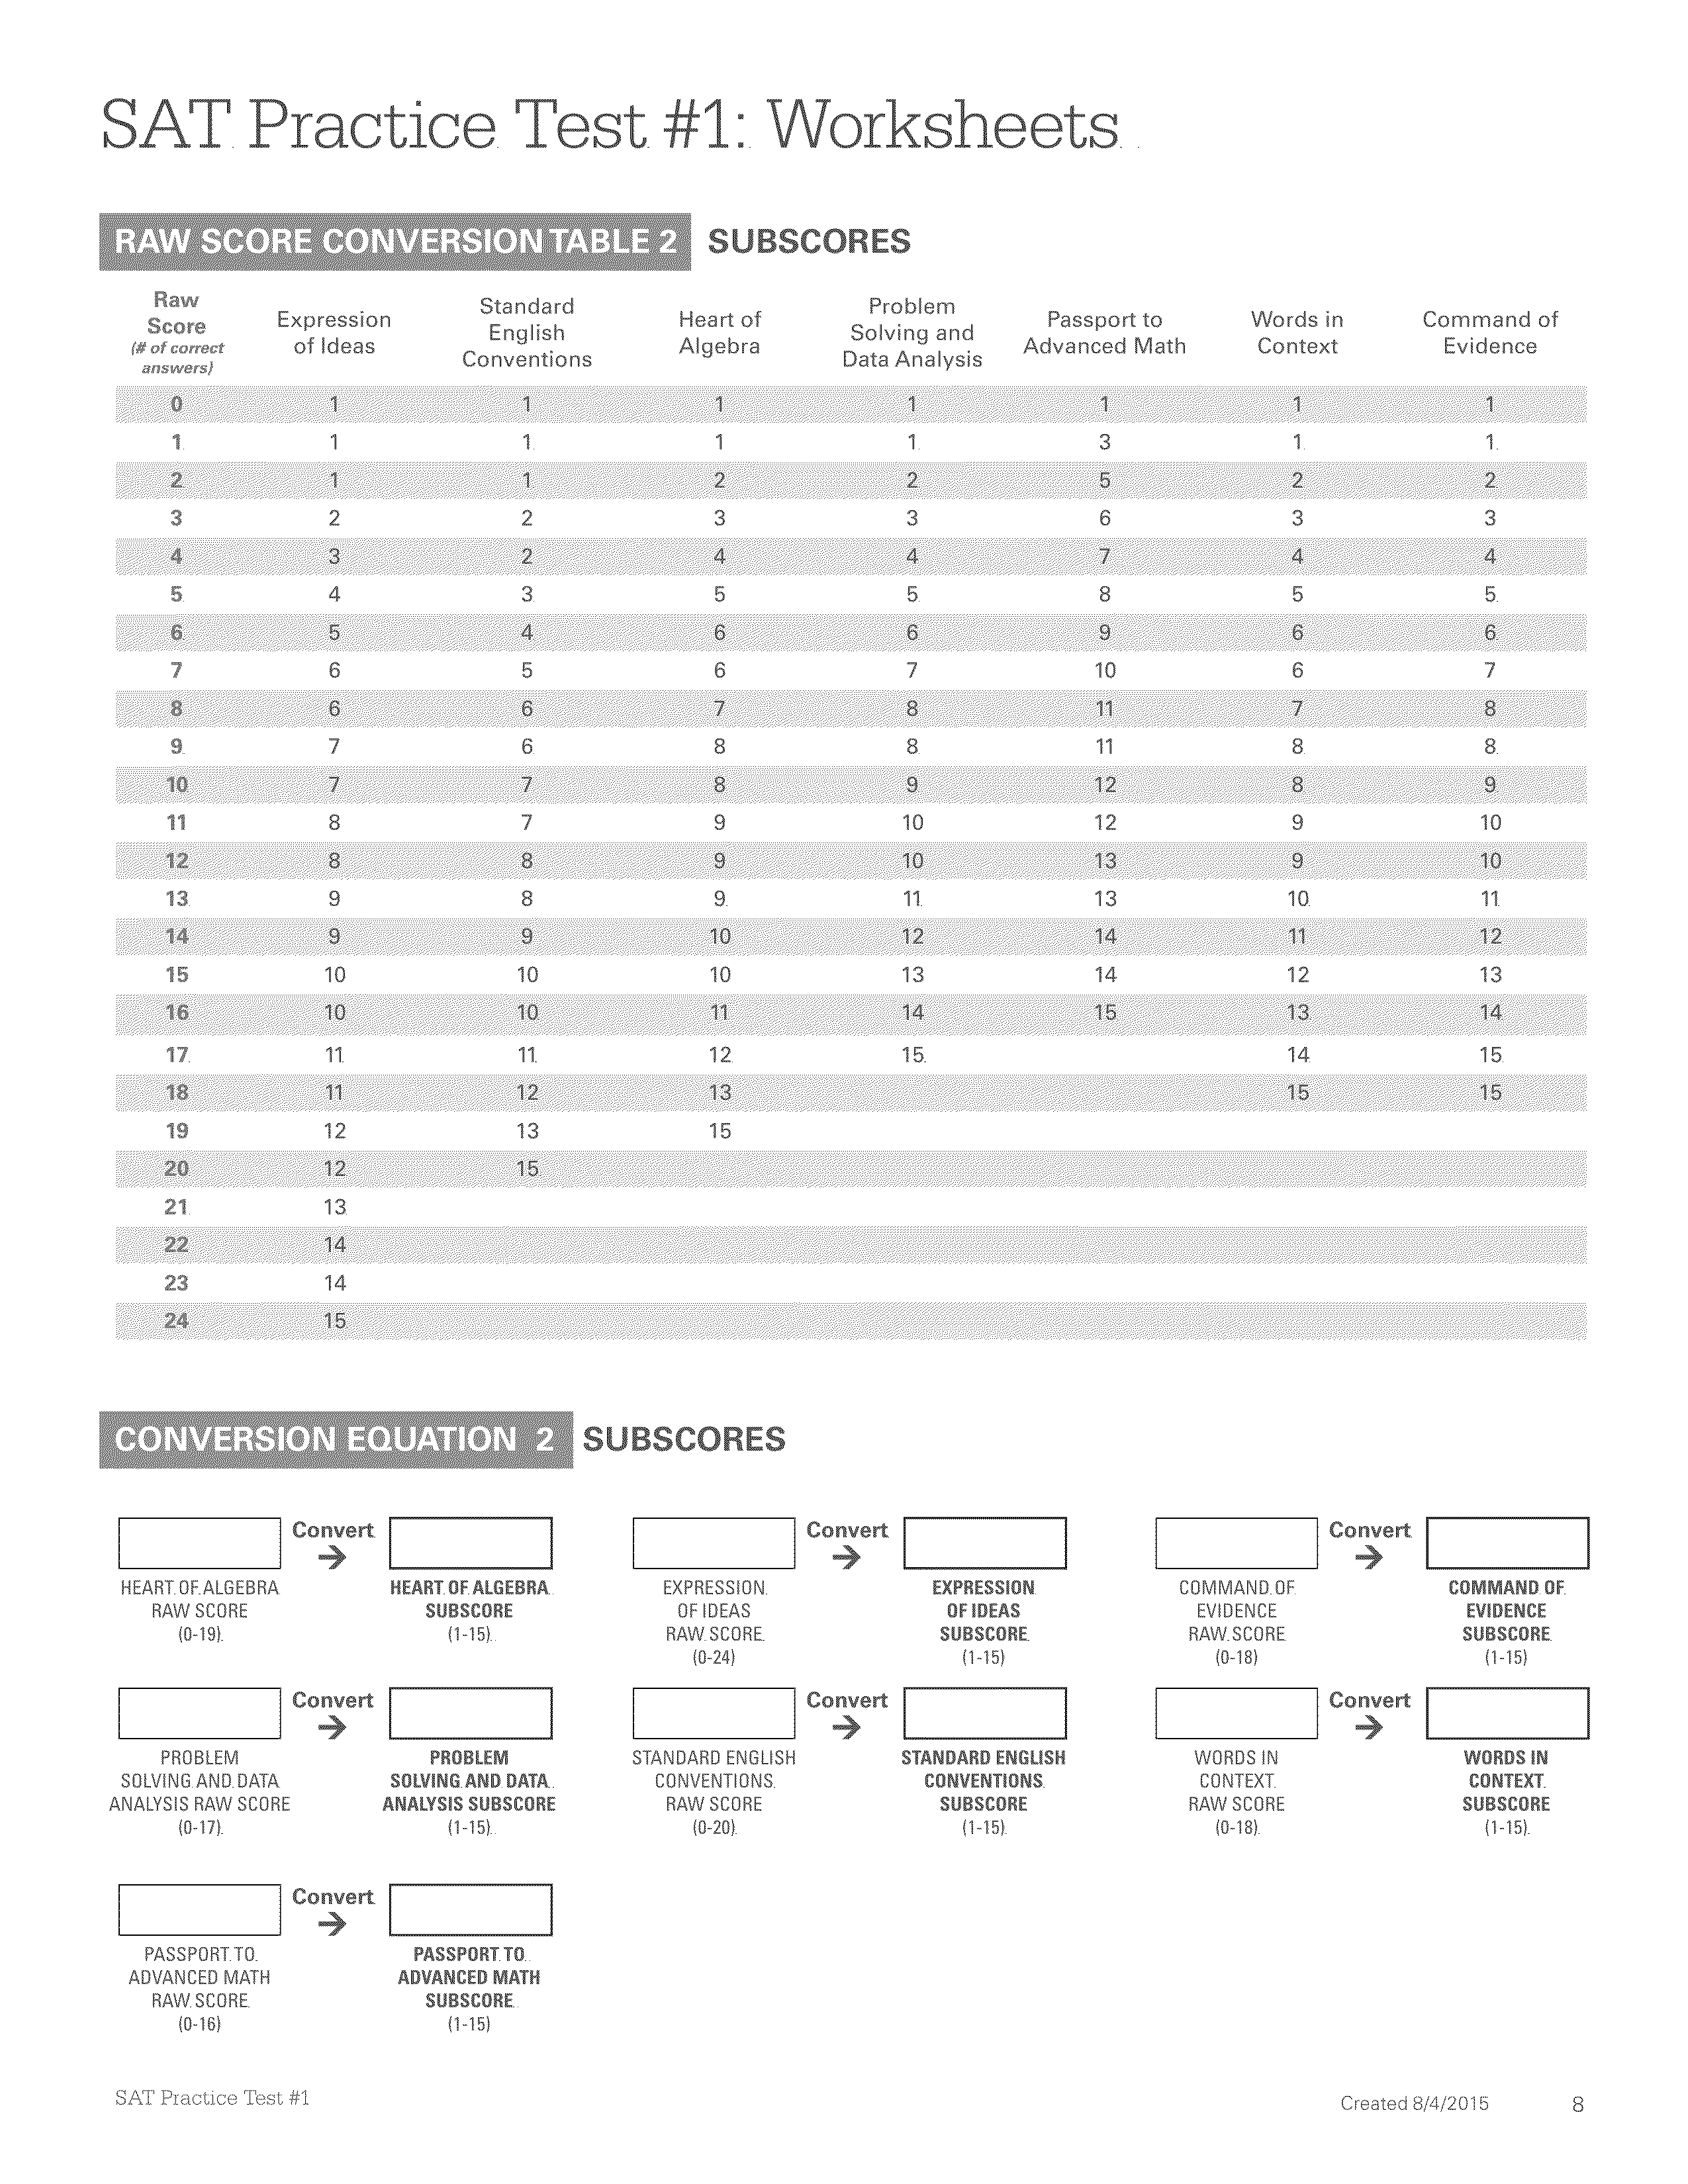 SAT Practice Test #1: Worksheets
RAW SCORE CONVERSION TABLE 2 SUBSCORES
Raw Score (# of correct answers) Expression of Ideas Standard English Conventions Heart of Algebra Problem Solving and Data Analysis Passport to Advanced Math Words in Context Command of Evidence
0 1 1 1 1 1 1 1
1 1 1 1 1 3 1 1
2 1 1 2 2 5 2 2
3 2 2 3 3 6 3 3
4 3 2 4 4 7 4 4
5 4 3 5 5 8 5 5
6 5 4 6 6 9 6 6
7 6 5 6 7 10 6 7
8 6 6 7 8 11 7 8
9 7 6 8 8 11 8 8
10 7 7 8 9 12 8 9
11 8 7 9 10 12 9 10
12 8 8 9 10 13 9 10
13 9 8 9 11 13 10 11
14 9 9 10 12 14 11 12
15 10 10 10 13 14 12 13
16 10 10 11 14 15 13 14
17 11 11 12 15 14 15
18 11 12 13 15 15
19 12 13 15
20 12 15
21 13
22 14
23 14
24 15
CONVERSION EQUATION 2 SUBSCORES
Convert Convert Convert
HEART OF ALGEBRA HEART OF ALGEBRA EXPRESSION EXPRESSION COMMAND OF COMMAND OF
RAW SCORE SUBSCORE OF IDEAS OF IDEAS EVIDENCE EVIDENCE
(0-19) (1-15) RAW SCORE SUBSCORE RAW SCORE SUBSCORE
(0-24) (1-15) (0-18) (1-15)
Convert Convert Convert
PROBLEM PROBLEM STANDARD ENGLISH STANDARD ENGLISH WORDS IN WORDS IN
SOLVING AND DATA SOLVING AND DATA CONVENTIONS CONVENTIONS CONTEXT CONTEXT
ANALYSIS RAW SCORE ANALYSIS SUBSCORE RAW SCORE SUBSCORE RAW SCORE SUBSCORE
(0-17) (1-15) (0-20) (1-15) (0-18) (1-15)
Convert
PASSPORT TO PASSPORT TO
ADVANCED MATH ADVANCED MATH
RAW SCORE SUBSCORE
(0-16) (1-15)
SAT Practice Test #1 Created 8/4/2015 8